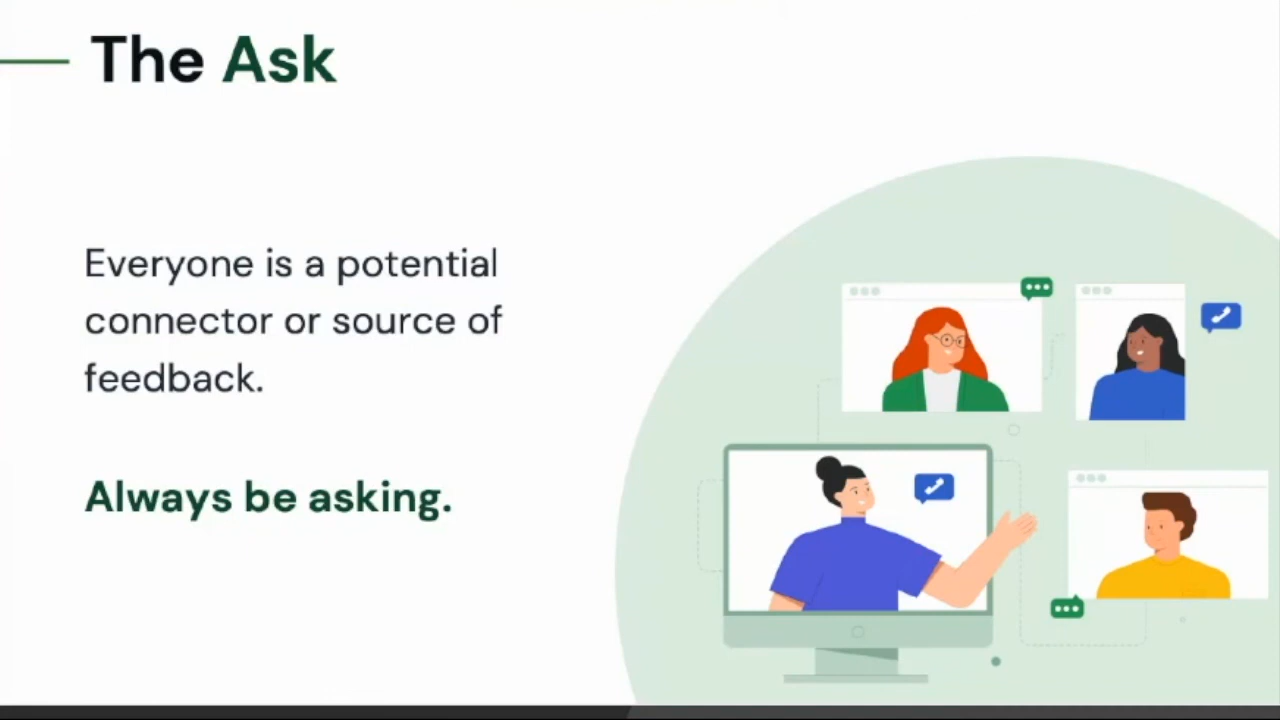 The Ask
Everyone is a potential
connector or source of
feedback.
Always be asking.